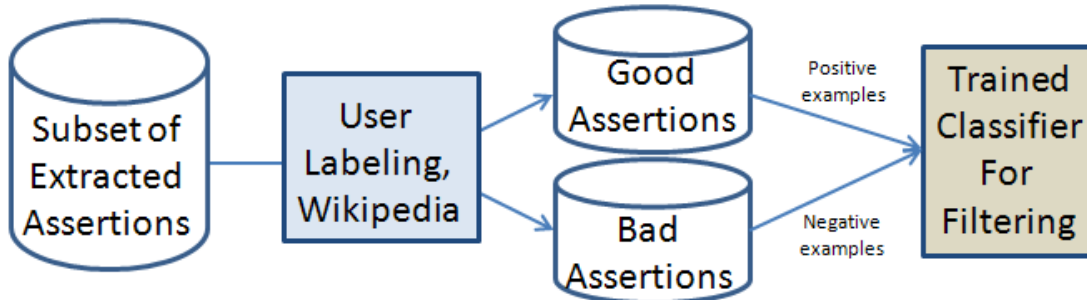 Subset of
Extracted
Assertions
User
Labeling,
Wikipedia
Good
Assertions
Bad
Assertions
Positive
examples
Negative
examples
Trained
Classifier
For
Filtering